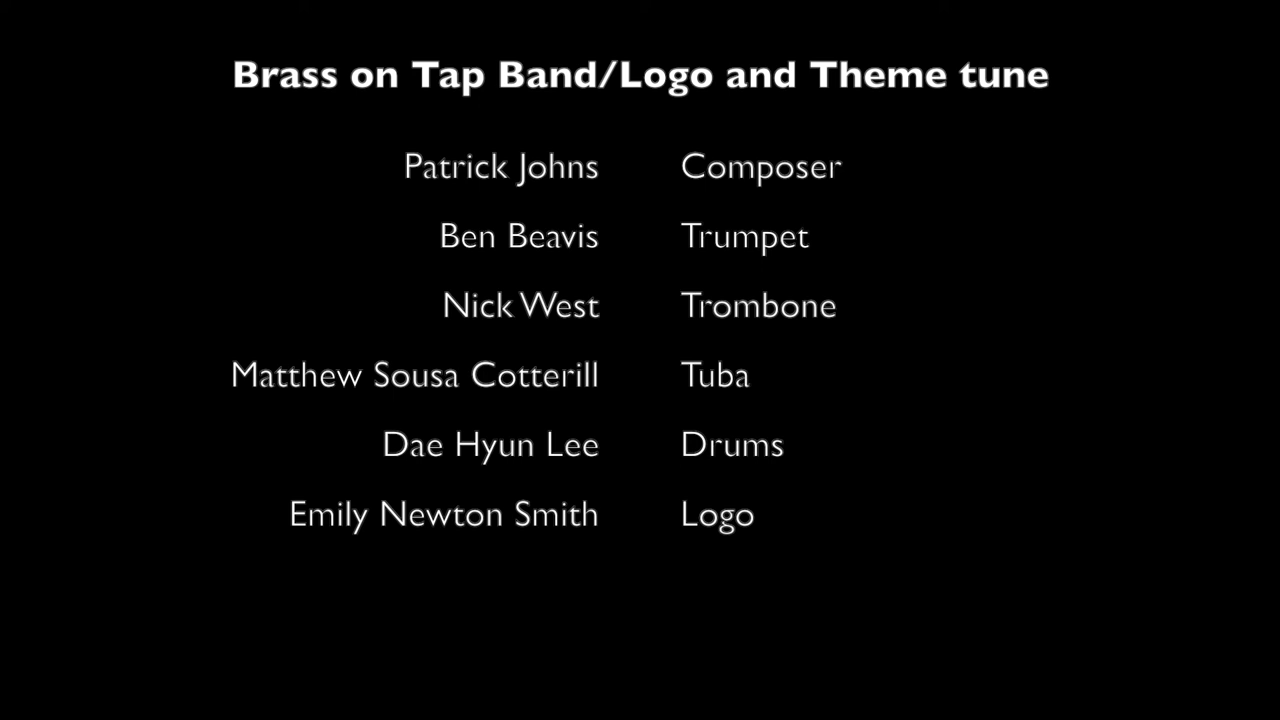 Brass on Tap Band/Logo and Theme tune
Patrick Johns Composer
Ben Beavis Trumpet
Nick West Trombone
Matthew Sousa Cotterill Tuba
Dae Hyun Lee Drums
Emily Newton Smith Logo